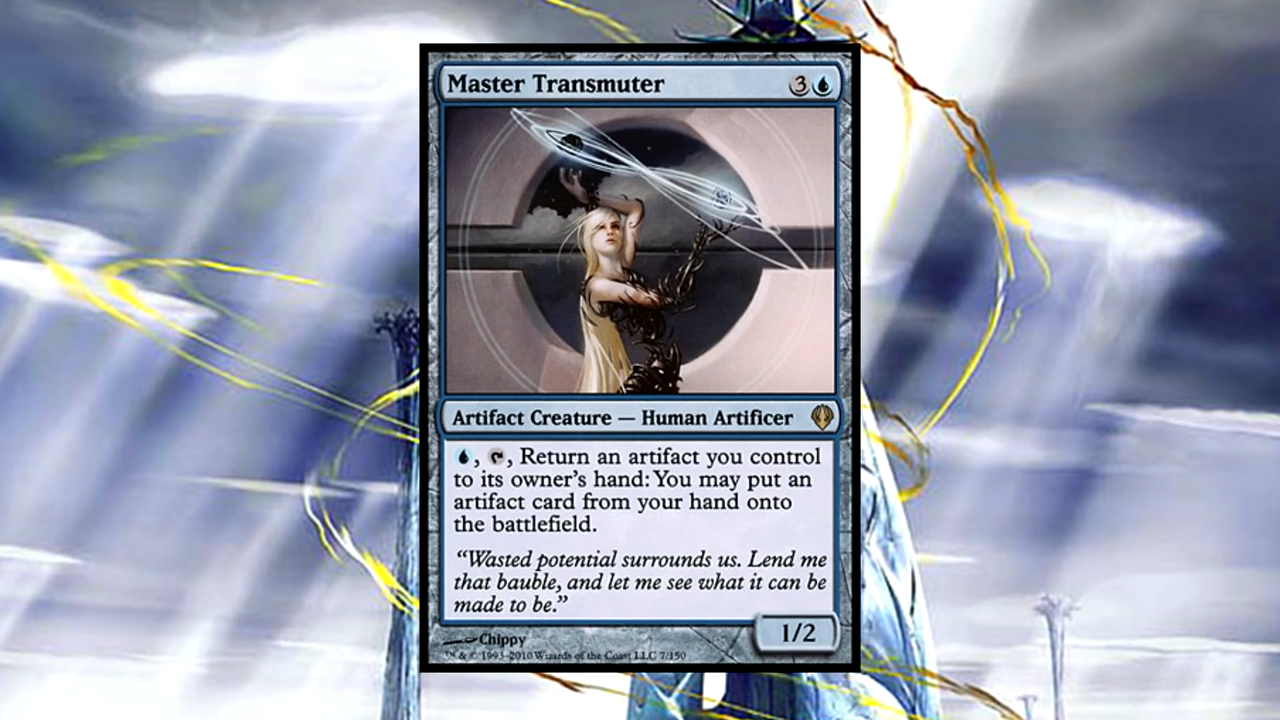 Master Transmuter 3
Artifact Creature — Human Artificer
, , Return an artifact you control
to its owner's hand: You may put an
artifact card from your hand onto
the battlefield.
“Wasted potential surrounds us. Lend me
that bauble, and let me see what it can be
made to be.”
1/2
Chippy
™ & © 1993–2010 Wizards of the Coast LLC 7/150